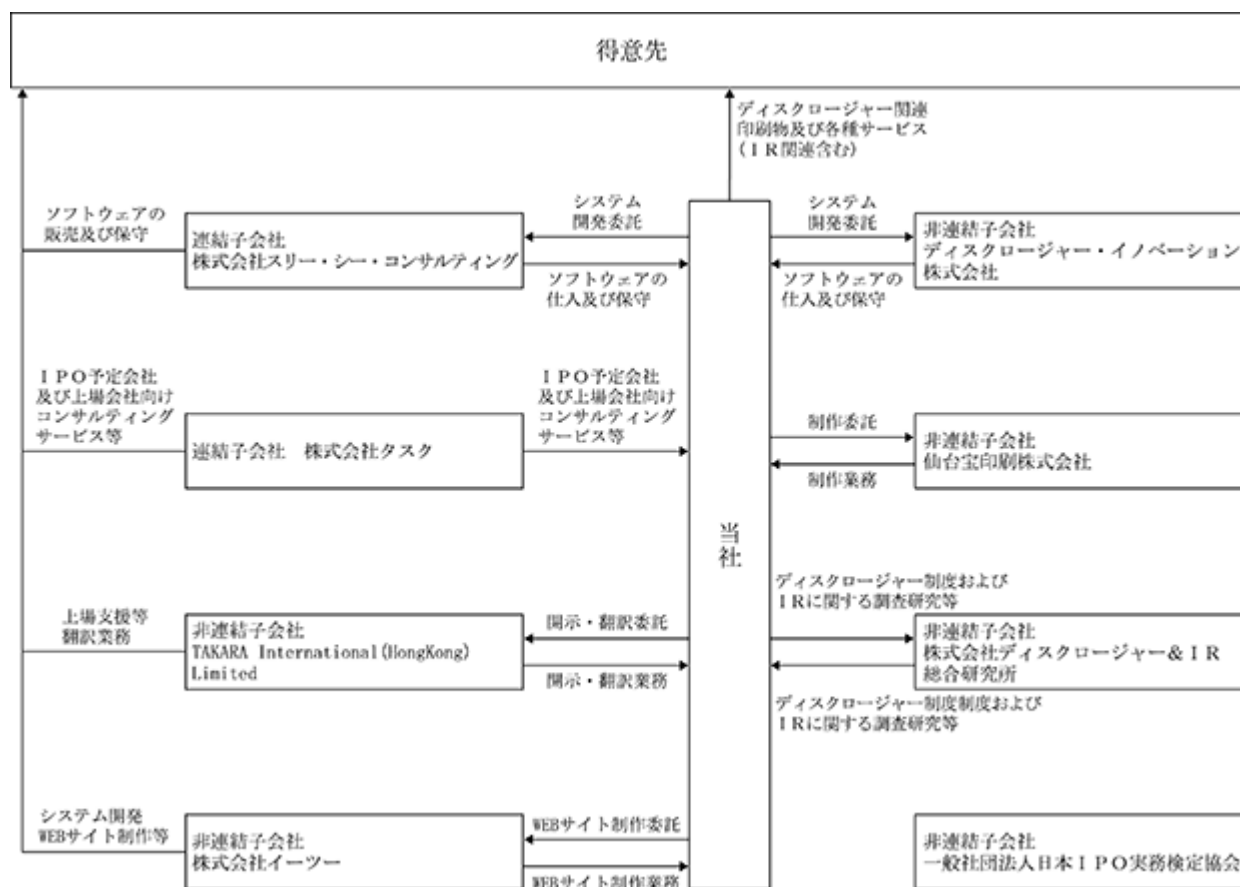 得意先
ディスクロージャー関連
印刷物及び各種サービス
(ＩＲ関連含む)
ソフトウェアの
販売及び保守
連結子会社
株式会社スリー・シー・コンサルティング
システム
開発委託
ソフトウェアの
仕入及び保守
システム
開発委託
ソフトウェアの
仕入及び保守
非連結子会社
ディスクロージャー・イノベーション
株式会社
ＩＰＯ予定会社
及び上場会社向け
コンサルティング
サービス等
連結子会社　株式会社タスク
ＩＰＯ予定会社
及び上場会社向け
コンサルティング
サービス等
制作委託
制作業務
非連結子会社
仙台宝印刷株式会社
当社
上場支援等
翻訳業務
非連結子会社
TAKARA International(HongKong)
Limited
開示・翻訳委託
開示・翻訳業務
ディスクロージャー制度および
ＩＲに関する調査研究等
非連結子会社
株式会社ディスクロージャー＆ＩＲ
総合研究所
ディスクロージャー制度制度および
ＩＲに関する調査研究等
システム開発
WEBサイト制作等
非連結子会社
株式会社イーツー
WEBサイト制作委託
WEBサイト制作業務
非連結子会社
一般社団法人日本ＩＰＯ実務検定協会